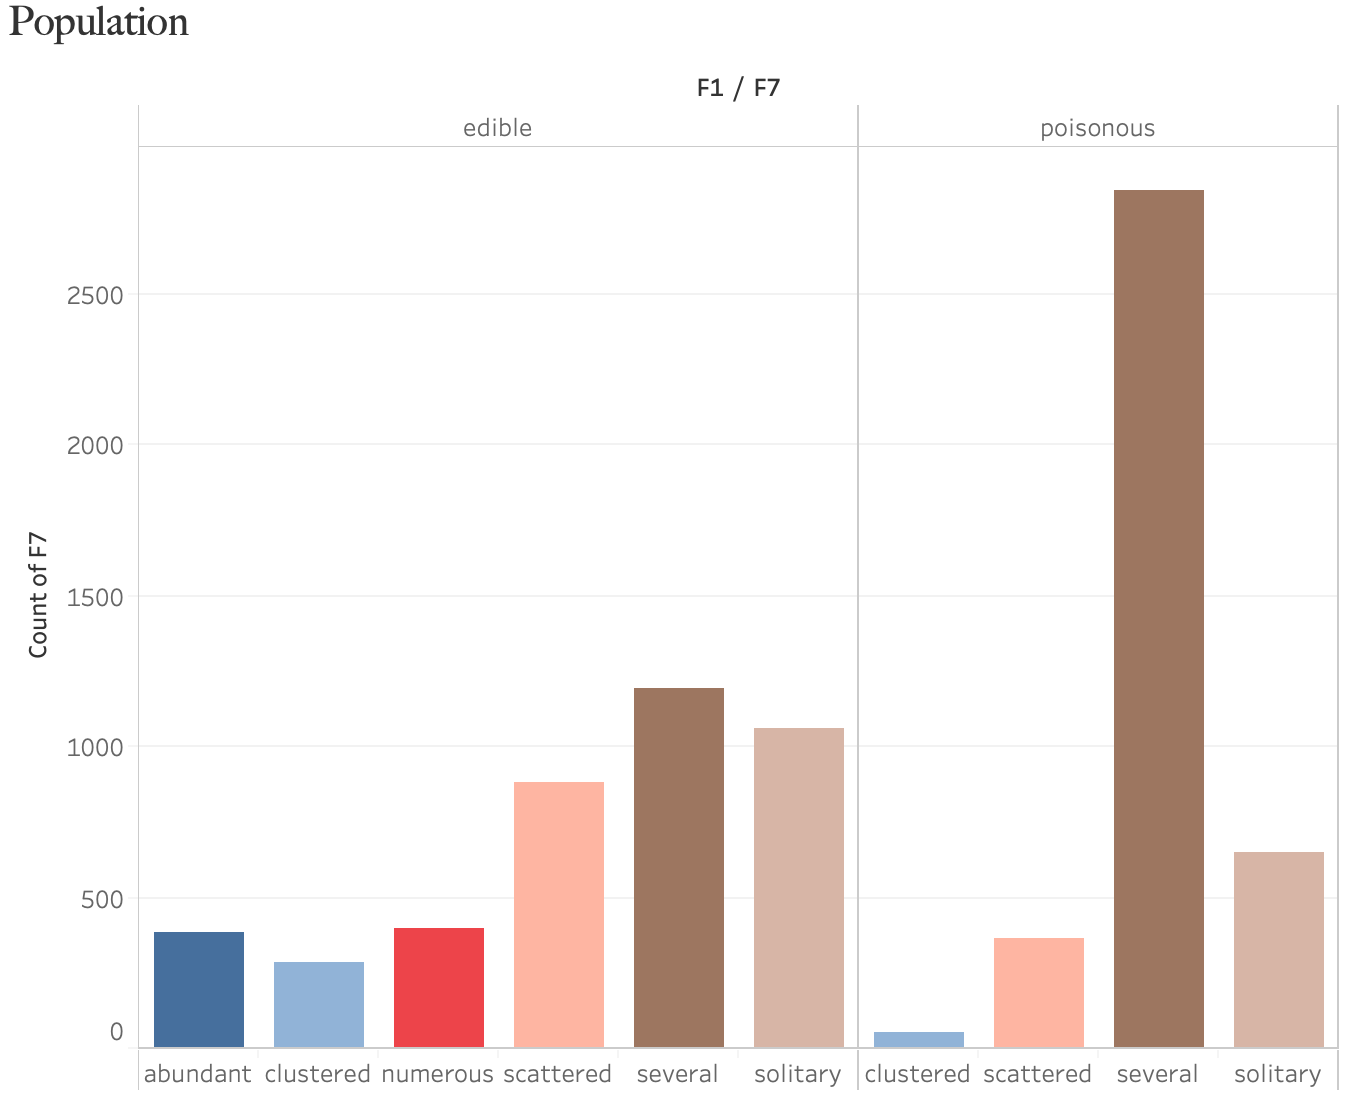 Population
F1 / F7
edible poisonous
2500
2000
1500
1000
500
0
Count of F7
abundant clustered numerous scattered several solitary clustered scattered several solitary